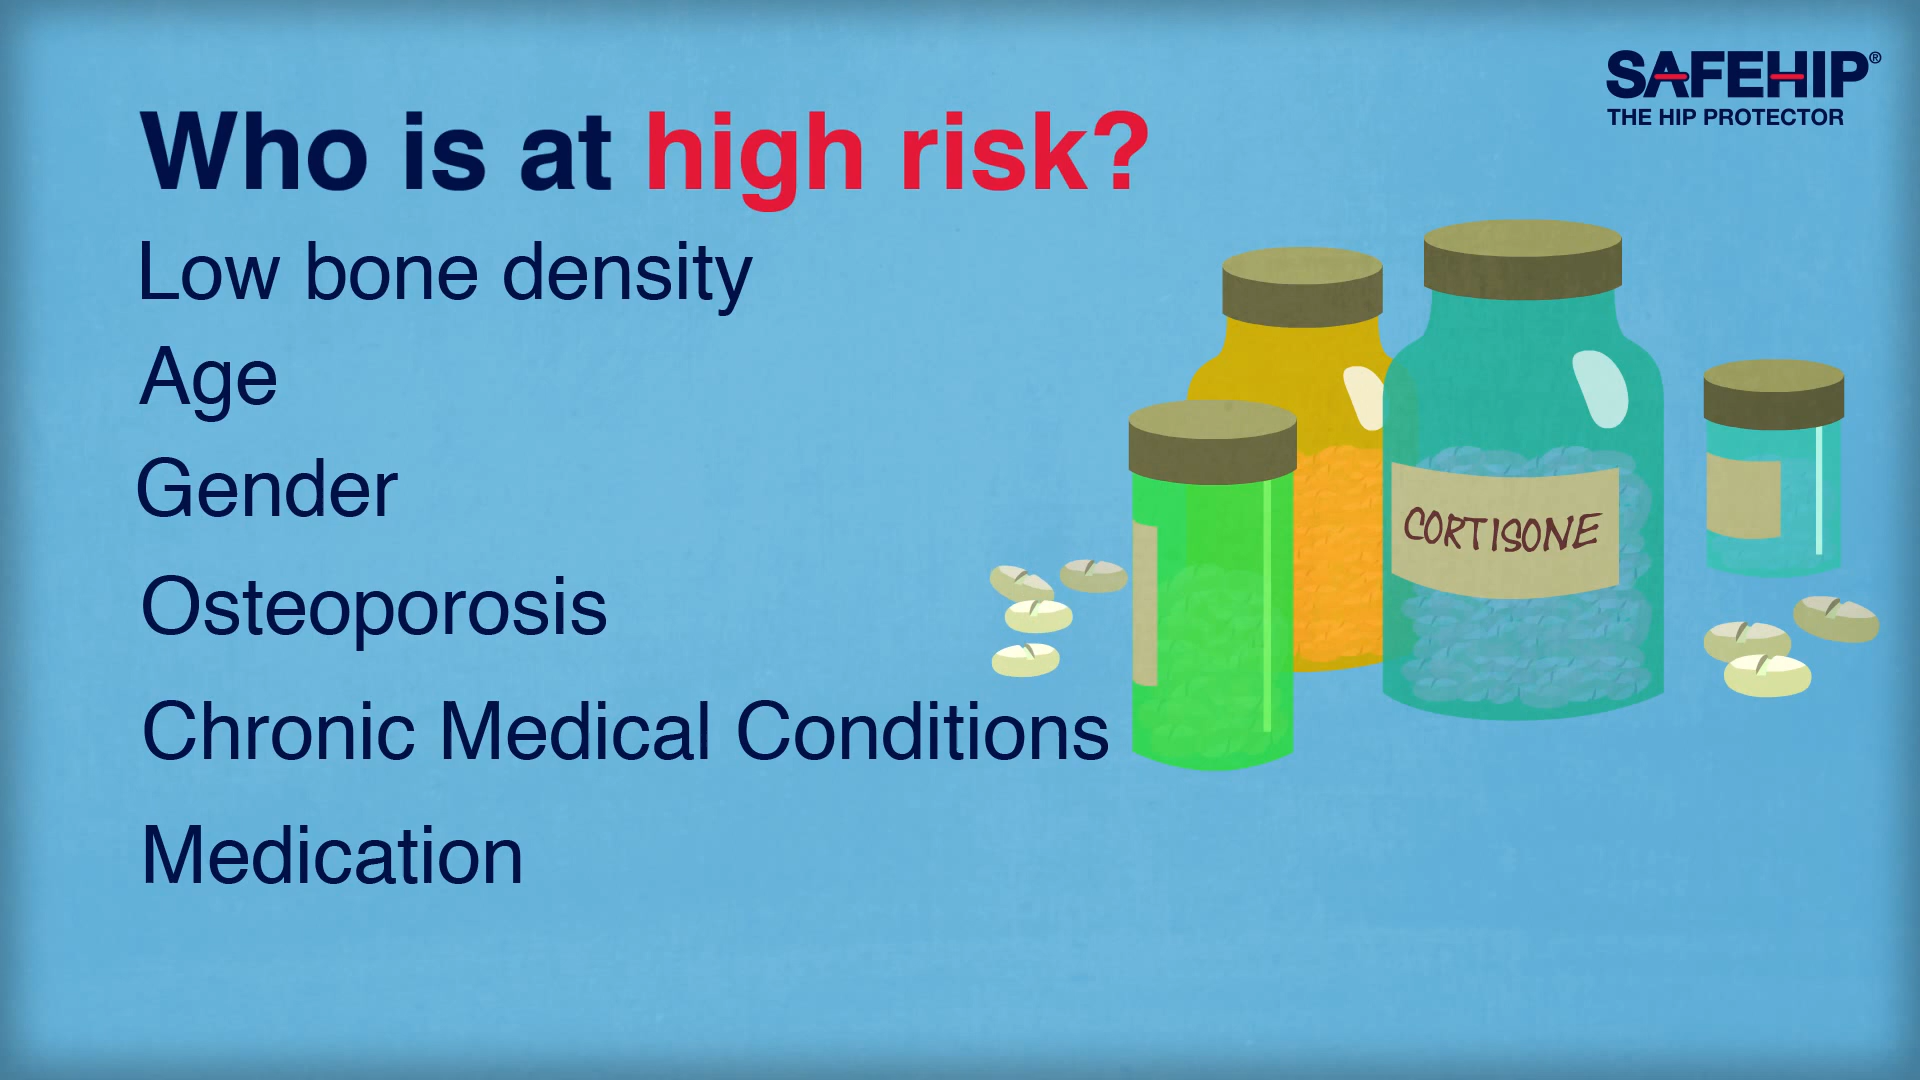 SAFEHIP®
THE HIP PROTECTOR
Who is at high risk?
Low bone density
Age
Gender
Osteoporosis
Chronic Medical Conditions
Medication
CORTISONE